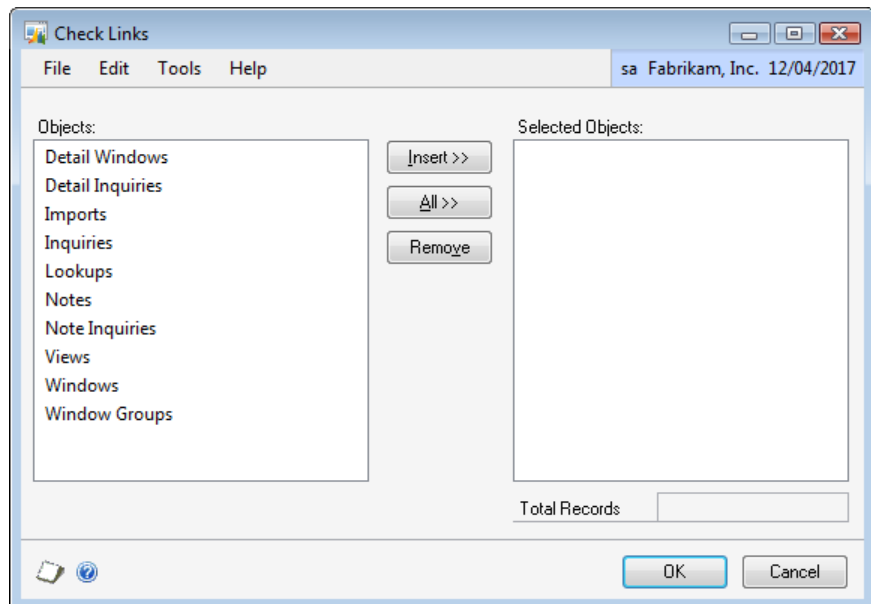 Check Links
File Edit Tools Help
sa Fabrikam, Inc. 12/04/2017
Objects:
Detail Windows
Detail Inquiries
Imports
Inquiries
Lookups
Notes
Note Inquiries
Views
Windows
Window Groups
Insert >>
All >>
Remove
Selected Objects:
Total Records
OK
Cancel